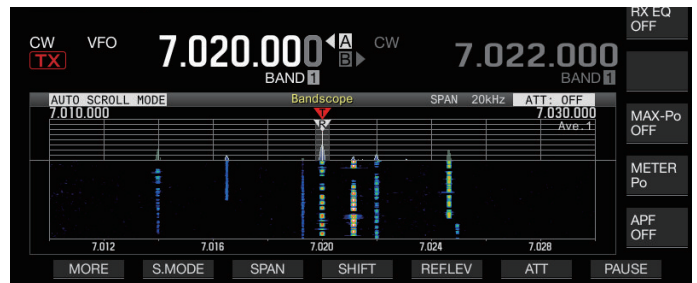 RX EQ
OFF
CW VFO 7.020.000 A CW 7.022.000
TX B
BAND 1 BAND 1
AUTO SCROLL MODE Bandscope SPAN 20kHz ATT: OFF
7.010.000 T 7.030.000
R Ave.1
MAX-Po
OFF
METER
Po
APF
OFF
7.012 7.016 7.020 7.024 7.028
MORE S.MODE SPAN SHIFT REF.LEV ATT PAUSE